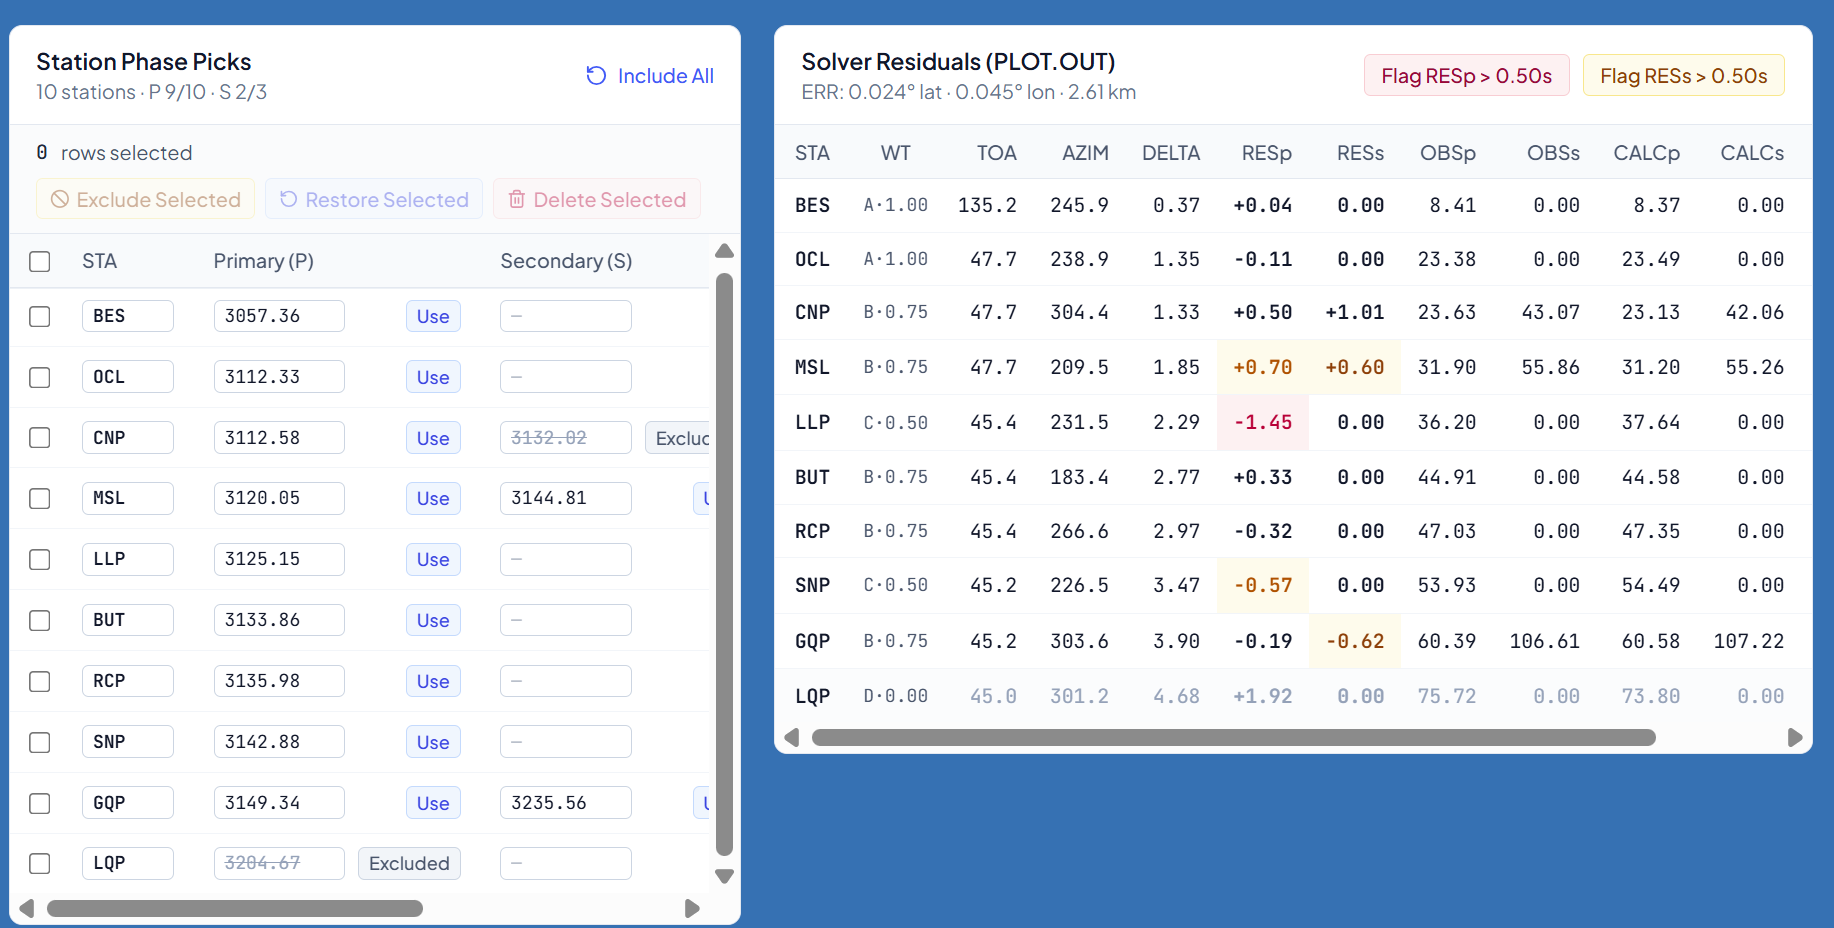 Station Phase Picks
10 stations · P 9/10 · S 2/3
Include All
0 rows selected
Exclude Selected
Restore Selected
Delete Selected
STA Primary (P) Secondary (S)
BES 3057.36 Use —
OCL 3112.33 Use —
CNP 3112.58 Use 3132.02 Exclu
MSL 3120.05 Use 3144.81
LLP 3125.15 Use —
BUT 3133.86 Use —
RCP 3135.98 Use —
SNP 3142.88 Use —
GQP 3149.34 Use 3235.56
LQP 3204.67 Excluded —
Solver Residuals (PLOT.OUT)
ERR: 0.024° lat · 0.045° lon · 2.61 km
Flag RESp > 0.50s
Flag RESs > 0.50s
STA WT TOA AZIM DELTA RESp RESs OBSp OBSs CALCp CALCs
BES A·1.00 135.2 245.9 0.37 +0.04 0.00 8.41 0.00 8.37 0.00
OCL A·1.00 47.7 238.9 1.35 -0.11 0.00 23.38 0.00 23.49 0.00
CNP B·0.75 47.7 304.4 1.33 +0.50 +1.01 23.63 43.07 23.13 42.06
MSL B·0.75 47.7 209.5 1.85 +0.70 +0.60 31.90 55.86 31.20 55.26
LLP C·0.50 45.4 231.5 2.29 -1.45 0.00 36.20 0.00 37.64 0.00
BUT B·0.75 45.4 183.4 2.77 +0.33 0.00 44.91 0.00 44.58 0.00
RCP B·0.75 45.4 266.6 2.97 -0.32 0.00 47.03 0.00 47.35 0.00
SNP C·0.50 45.2 226.5 3.47 -0.57 0.00 53.93 0.00 54.49 0.00
GQP B·0.75 45.2 303.6 3.90 -0.19 -0.62 60.39 106.61 60.58 107.22
LQP D·0.00 45.0 301.2 4.68 +1.92 0.00 75.72 0.00 73.80 0.00